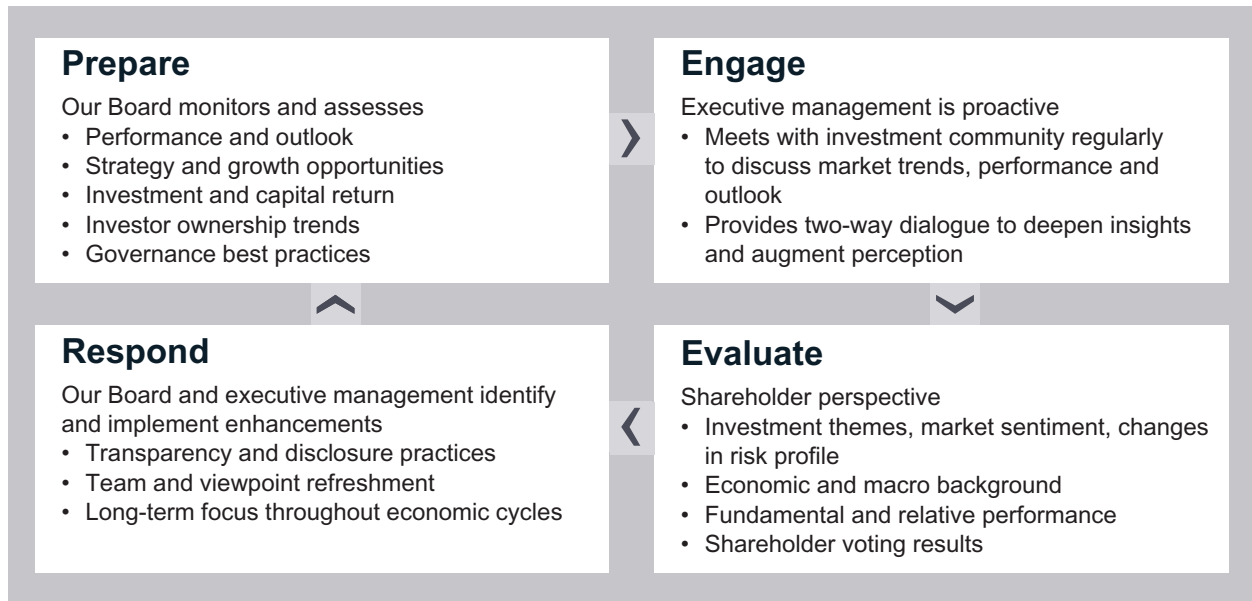 Prepare
Our Board monitors and assesses
• Performance and outlook
• Strategy and growth opportunities
• Investment and capital return
• Investor ownership trends
• Governance best practices
Engage
Executive management is proactive
• Meets with investment community regularly
to discuss market trends, performance and
outlook
• Provides two-way dialogue to deepen insights
and augment perception
Respond
Our Board and executive management identify
and implement enhancements
• Transparency and disclosure practices
• Team and viewpoint refreshment
• Long-term focus throughout economic cycles
Evaluate
Shareholder perspective
• Investment themes, market sentiment, changes
in risk profile
• Economic and macro background
• Fundamental and relative performance
• Shareholder voting results